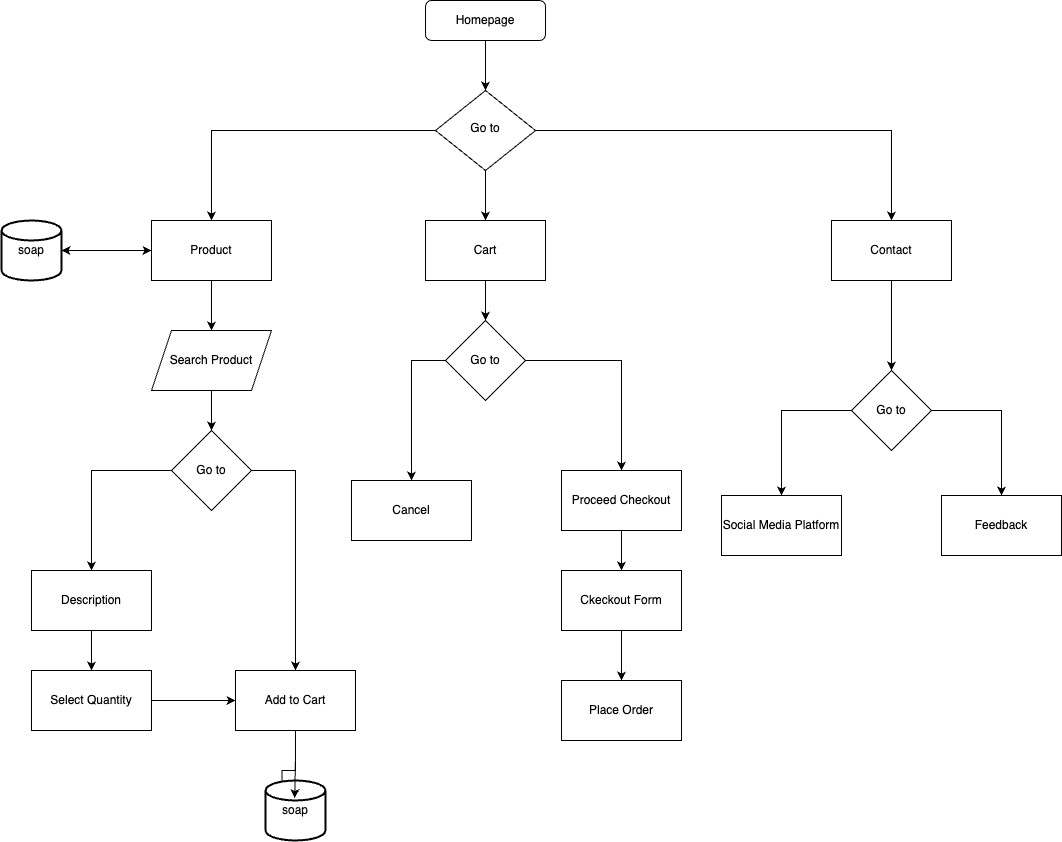 Homepage
Go to
soap
Product
Cart
Contact
Search Product
Go to
Go to
Go to
Cancel
Proceed Checkout
Social Media Platform
Feedback
Description
Ckeckout Form
Select Quantity
Add to Cart
Place Order
soap